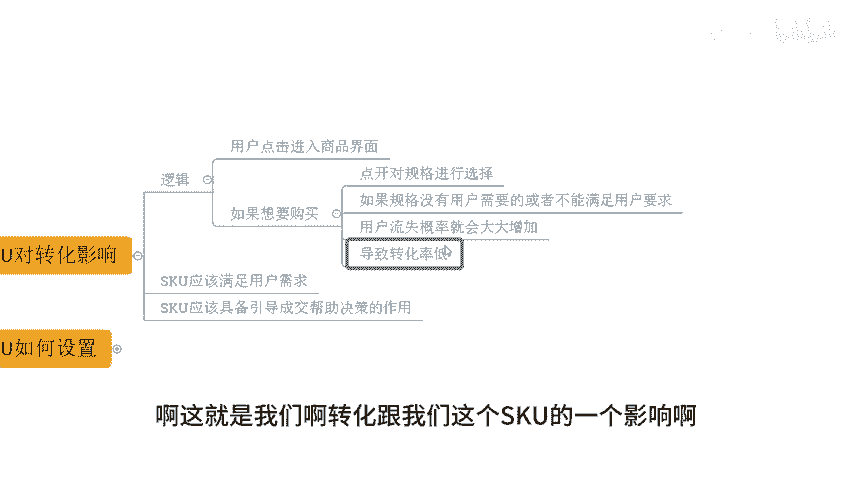 用户点击进入商品界面
点开对规格进行选择
逻辑
如果规格没有用户需要的或者不能满足用户要求
如果想要购买
用户流失概率就会大大增加
导致转化率低
U对转化影响
SKU应该满足用户需求
SKU应该具备引导成交帮助决策的作用
U如何设置
啊这就是我们啊转化跟我们这个SKU的一个影响啊